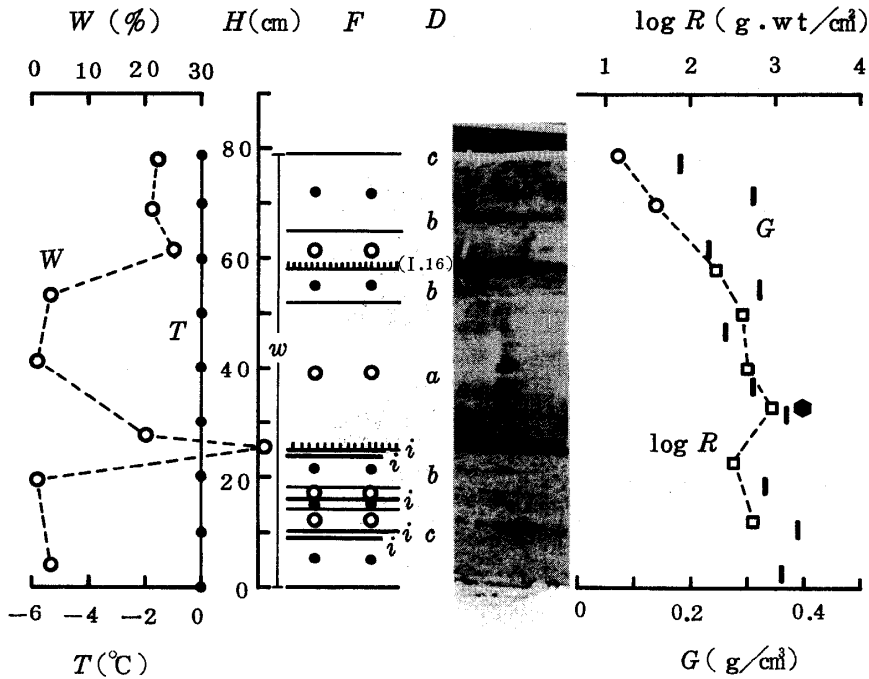 W (%) H(cm) F D log R (g.wt/cm²)
0 10 20 30 1 2 3 4
80 c
b G
W 60 (I.16)
b
T w
40 a
log R
i
i
20 b
i
i c
i
0
-6 -4 -2 0 0 0.2 0.4
T(℃) G(g/cm³)